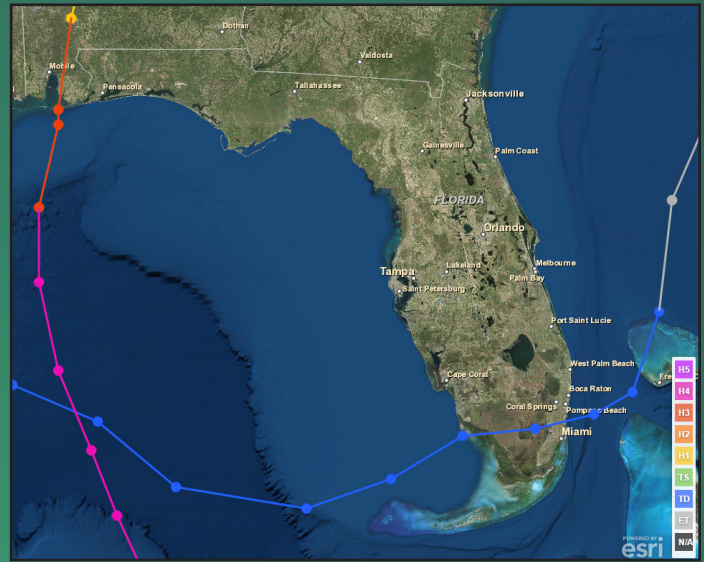 Dothan
Valdosta
Mobile
Pensacola
Tallahassee
Jacksonville
Gainesville
Palm Coast
FLORIDA
Orlando
Melbourne
Lakeland
Tampa
Palm Bay
Saint Petersburg
Port Saint Lucie
West Palm Beach
Cape Coral
Fre
Boca Raton
Coral Springs
Pompano Beach
Miami
H5
H4
H3
H2
H1
TS
TD
ET
N/A
POWERED BY
esri